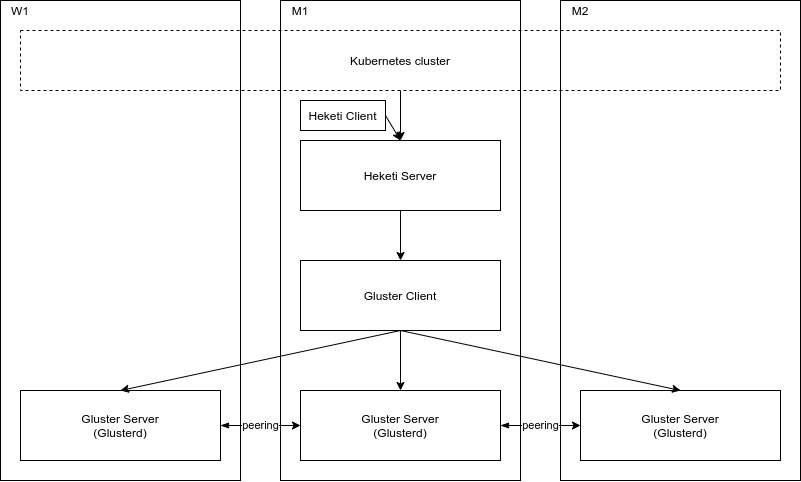 W1
M1
M2
Kubernetes cluster
Heketi Client
Heketi Server
Gluster Client
Gluster Server
(Glusterd)
peering
Gluster Server
(Glusterd)
peering
Gluster Server
(Glusterd)